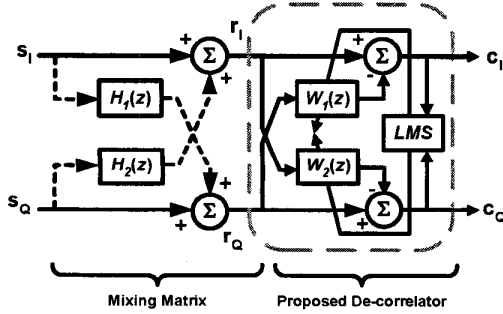 s_I
+
Σ
r_I
+
Σ
c_I
+
-
H_1(z)
W_1(z)
LMS
H_2(z)
W_2(z)
+
-
s_Q
+
Σ
r_Q
+
Σ
c_Q
Mixing Matrix
Proposed De-correlator